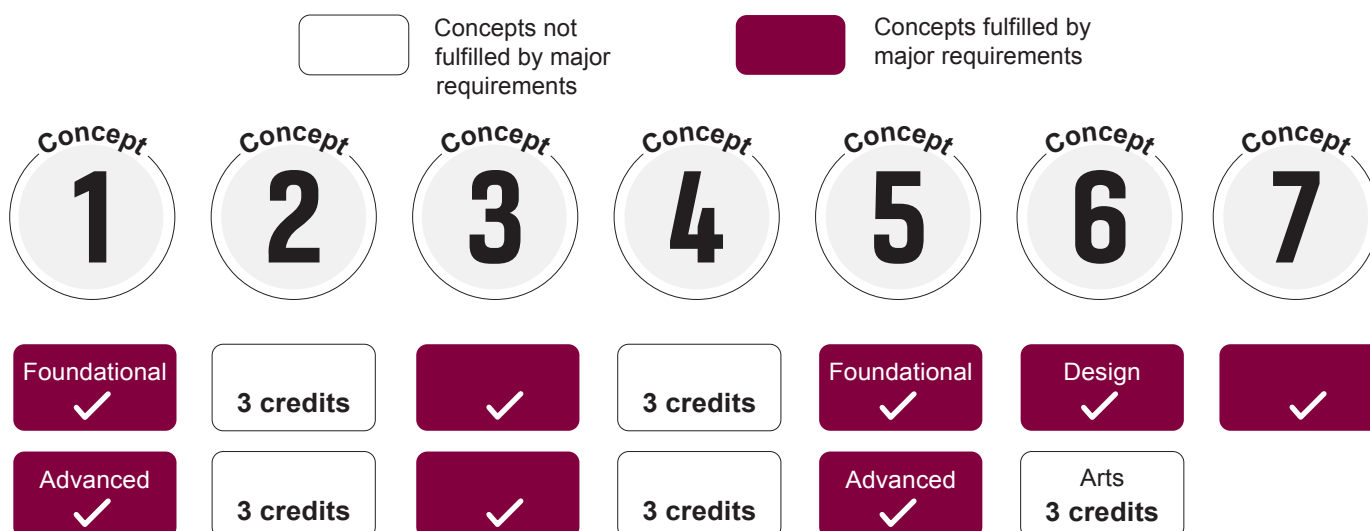 Concepts not
fulfilled by major
requirements
Concepts fulfilled by
major requirements
Concept
1
Concept
2
Concept
3
Concept
4
Concept
5
Concept
6
Concept
7
Foundational
3 credits
3 credits
Foundational
Design
Advanced
3 credits
3 credits
Advanced
Arts
3 credits